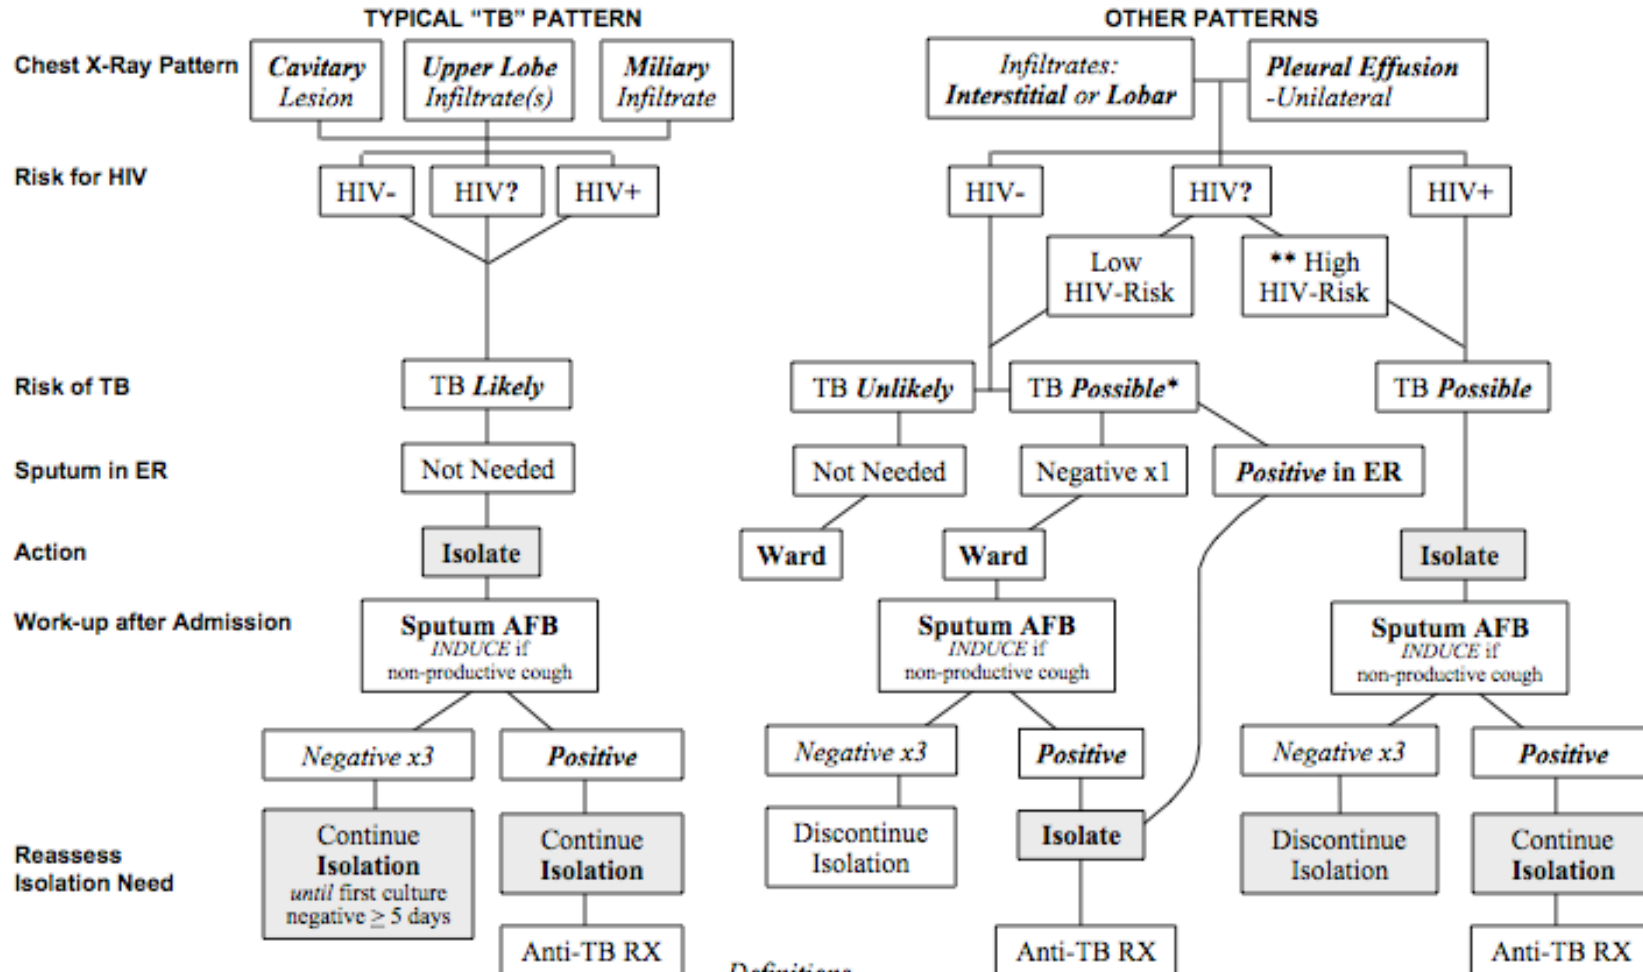 TYPICAL “TB” PATTERN
OTHER PATTERNS
Chest X-Ray Pattern
Cavitary
Lesion
Upper Lobe
Infiltrate(s)
Miliary
Infiltrate
Infiltrates:
Interstitial or Lobar
Pleural Effusion
-Unilateral
Risk for HIV
HIV-
HIV?
HIV+
HIV-
HIV?
HIV+
Low
HIV-Risk
** High
HIV-Risk
Risk of TB
TB Likely
TB Unlikely
TB Possible*
TB Possible
Sputum in ER
Not Needed
Not Needed
Negative x1
Positive in ER
Action
Isolate
Ward
Ward
Isolate
Work-up after Admission
Sputum AFB
INDUCE if
non-productive cough
Sputum AFB
INDUCE if
non-productive cough
Sputum AFB
INDUCE if
non-productive cough
Negative x3
Positive
Negative x3
Positive
Negative x3
Positive
Reassess
Isolation Need
Continue
Isolation
until first culture
negative ≥ 5 days
Continue
Isolation
Discontinue
Isolation
Isolate
Discontinue
Isolation
Continue
Isolation
Anti-TB RX
Anti-TB RX
Anti-TB RX
Definitions